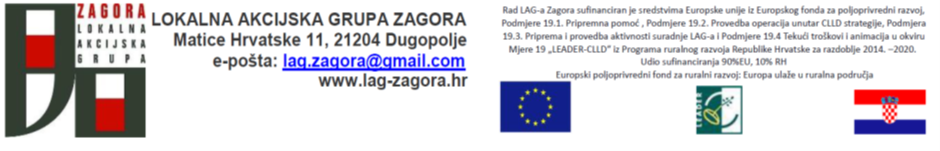 ZAGORA
LOKALNA
AKCIJSKA
GRUPA
LOKALNA AKCIJSKA GRUPA ZAGORA
Matice Hrvatske 11, 21204 Dugopolje
e-pošta: lag.zagora@gmail.com
www.lag-zagora.hr
Rad LAG-a Zagora sufinanciran je sredstvima Europske unije iz Europskog fonda za poljoprivredni razvoj,
Podmjere 19.1. Pripremna pomoć , Podmjere 19.2. Provedba operacija unutar CLLD strategije, Podmjera
19.3. Priprema i provedba aktivnosti suradnje LAG-a i Podmjere 19.4 Tekući troškovi i animacija u okviru
Mjere 19 „LEADER-CLLD" iz Programa ruralnog razvoja Republike Hrvatske za razdoblje 2014. –2020.
Udio sufinanciranja 90%EU, 10% RH
Europski poljoprivredni fond za ruralni razvoj: Europa ulaže u ruralna područja
LEADER